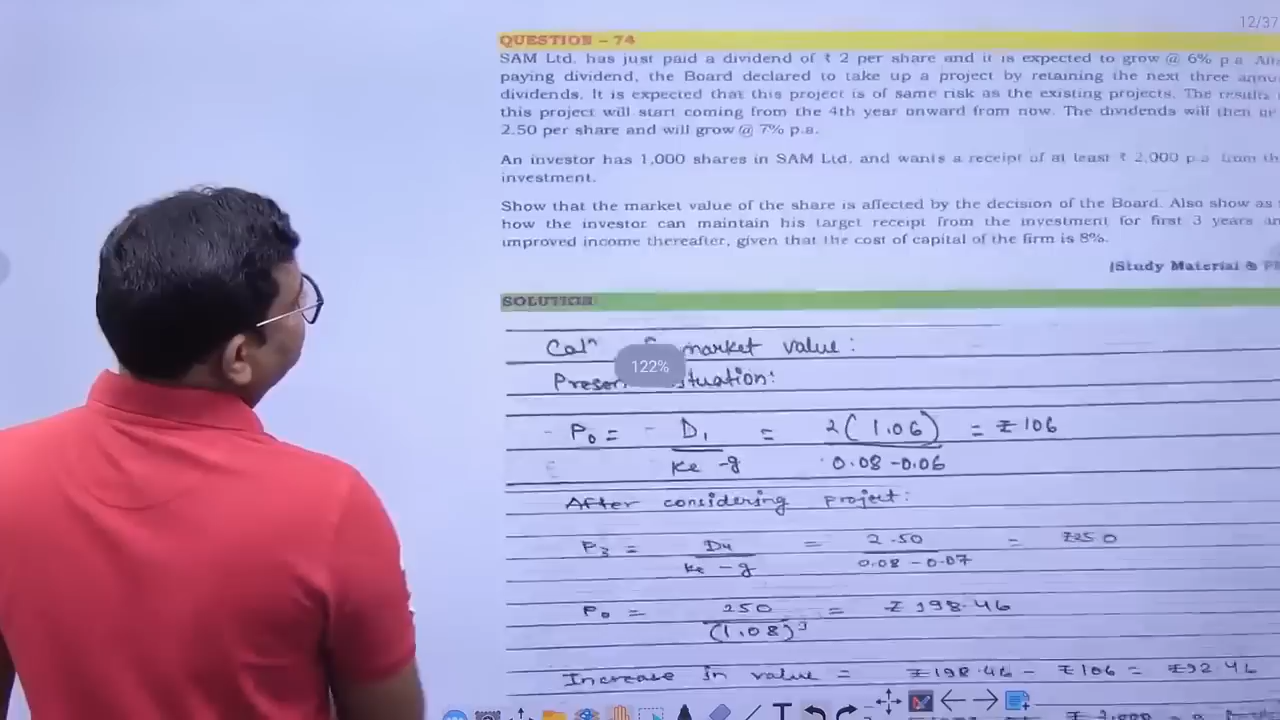 12/37
QUESTION – 74
SAM Ltd. has just paid a dividend of ₹ 2 per share and it is expected to grow @ 6% p.a.
paying dividend, the Board declared to take up a project by retaining the next three
dividends. It is expected that this project is of same risk as the existing projects. The results
this project will start coming from the 4th year onward from now. The dividends will then
2.50 per share and will grow @ 7% p.a.
An investor has 1,000 shares in SAM Ltd. and wants a receipt of at least ₹ 2,000 p.a. from
investment.
Show that the market value of the share is affected by the decision of the Board. Also show as
how the investor can maintain his target receipt from the investment for first 3 years
improved income thereafter, given that the cost of capital of the firm is 8%.
(Study Material &
SOLUTION
Calⁿ market value :
122%
P₀ = D₁ / Ke - g = 2(1.06) / 0.08 - 0.06 = ₹106
After considering project :
P₃ = D₄ / Ke - g = 2.50 / 0.08 - 0.07 = ₹250
P₀ = 250 / (1.08)³ = ₹198.46
Increase in value = ₹198.46 - ₹106 =